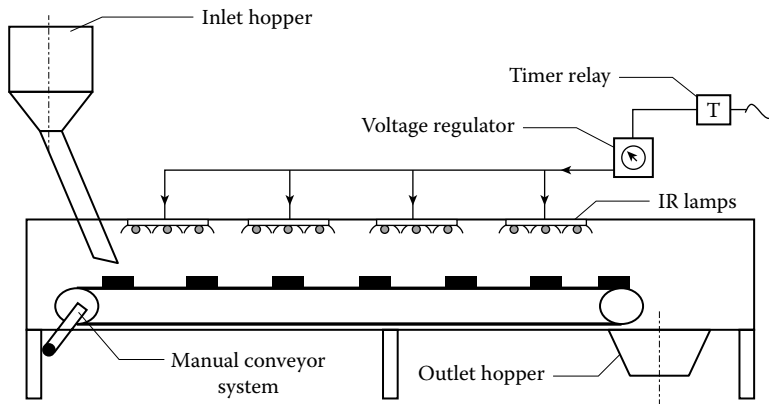 Inlet hopper
Timer relay
T
Voltage regulator
IR lamps
Manual conveyor
system
Outlet hopper